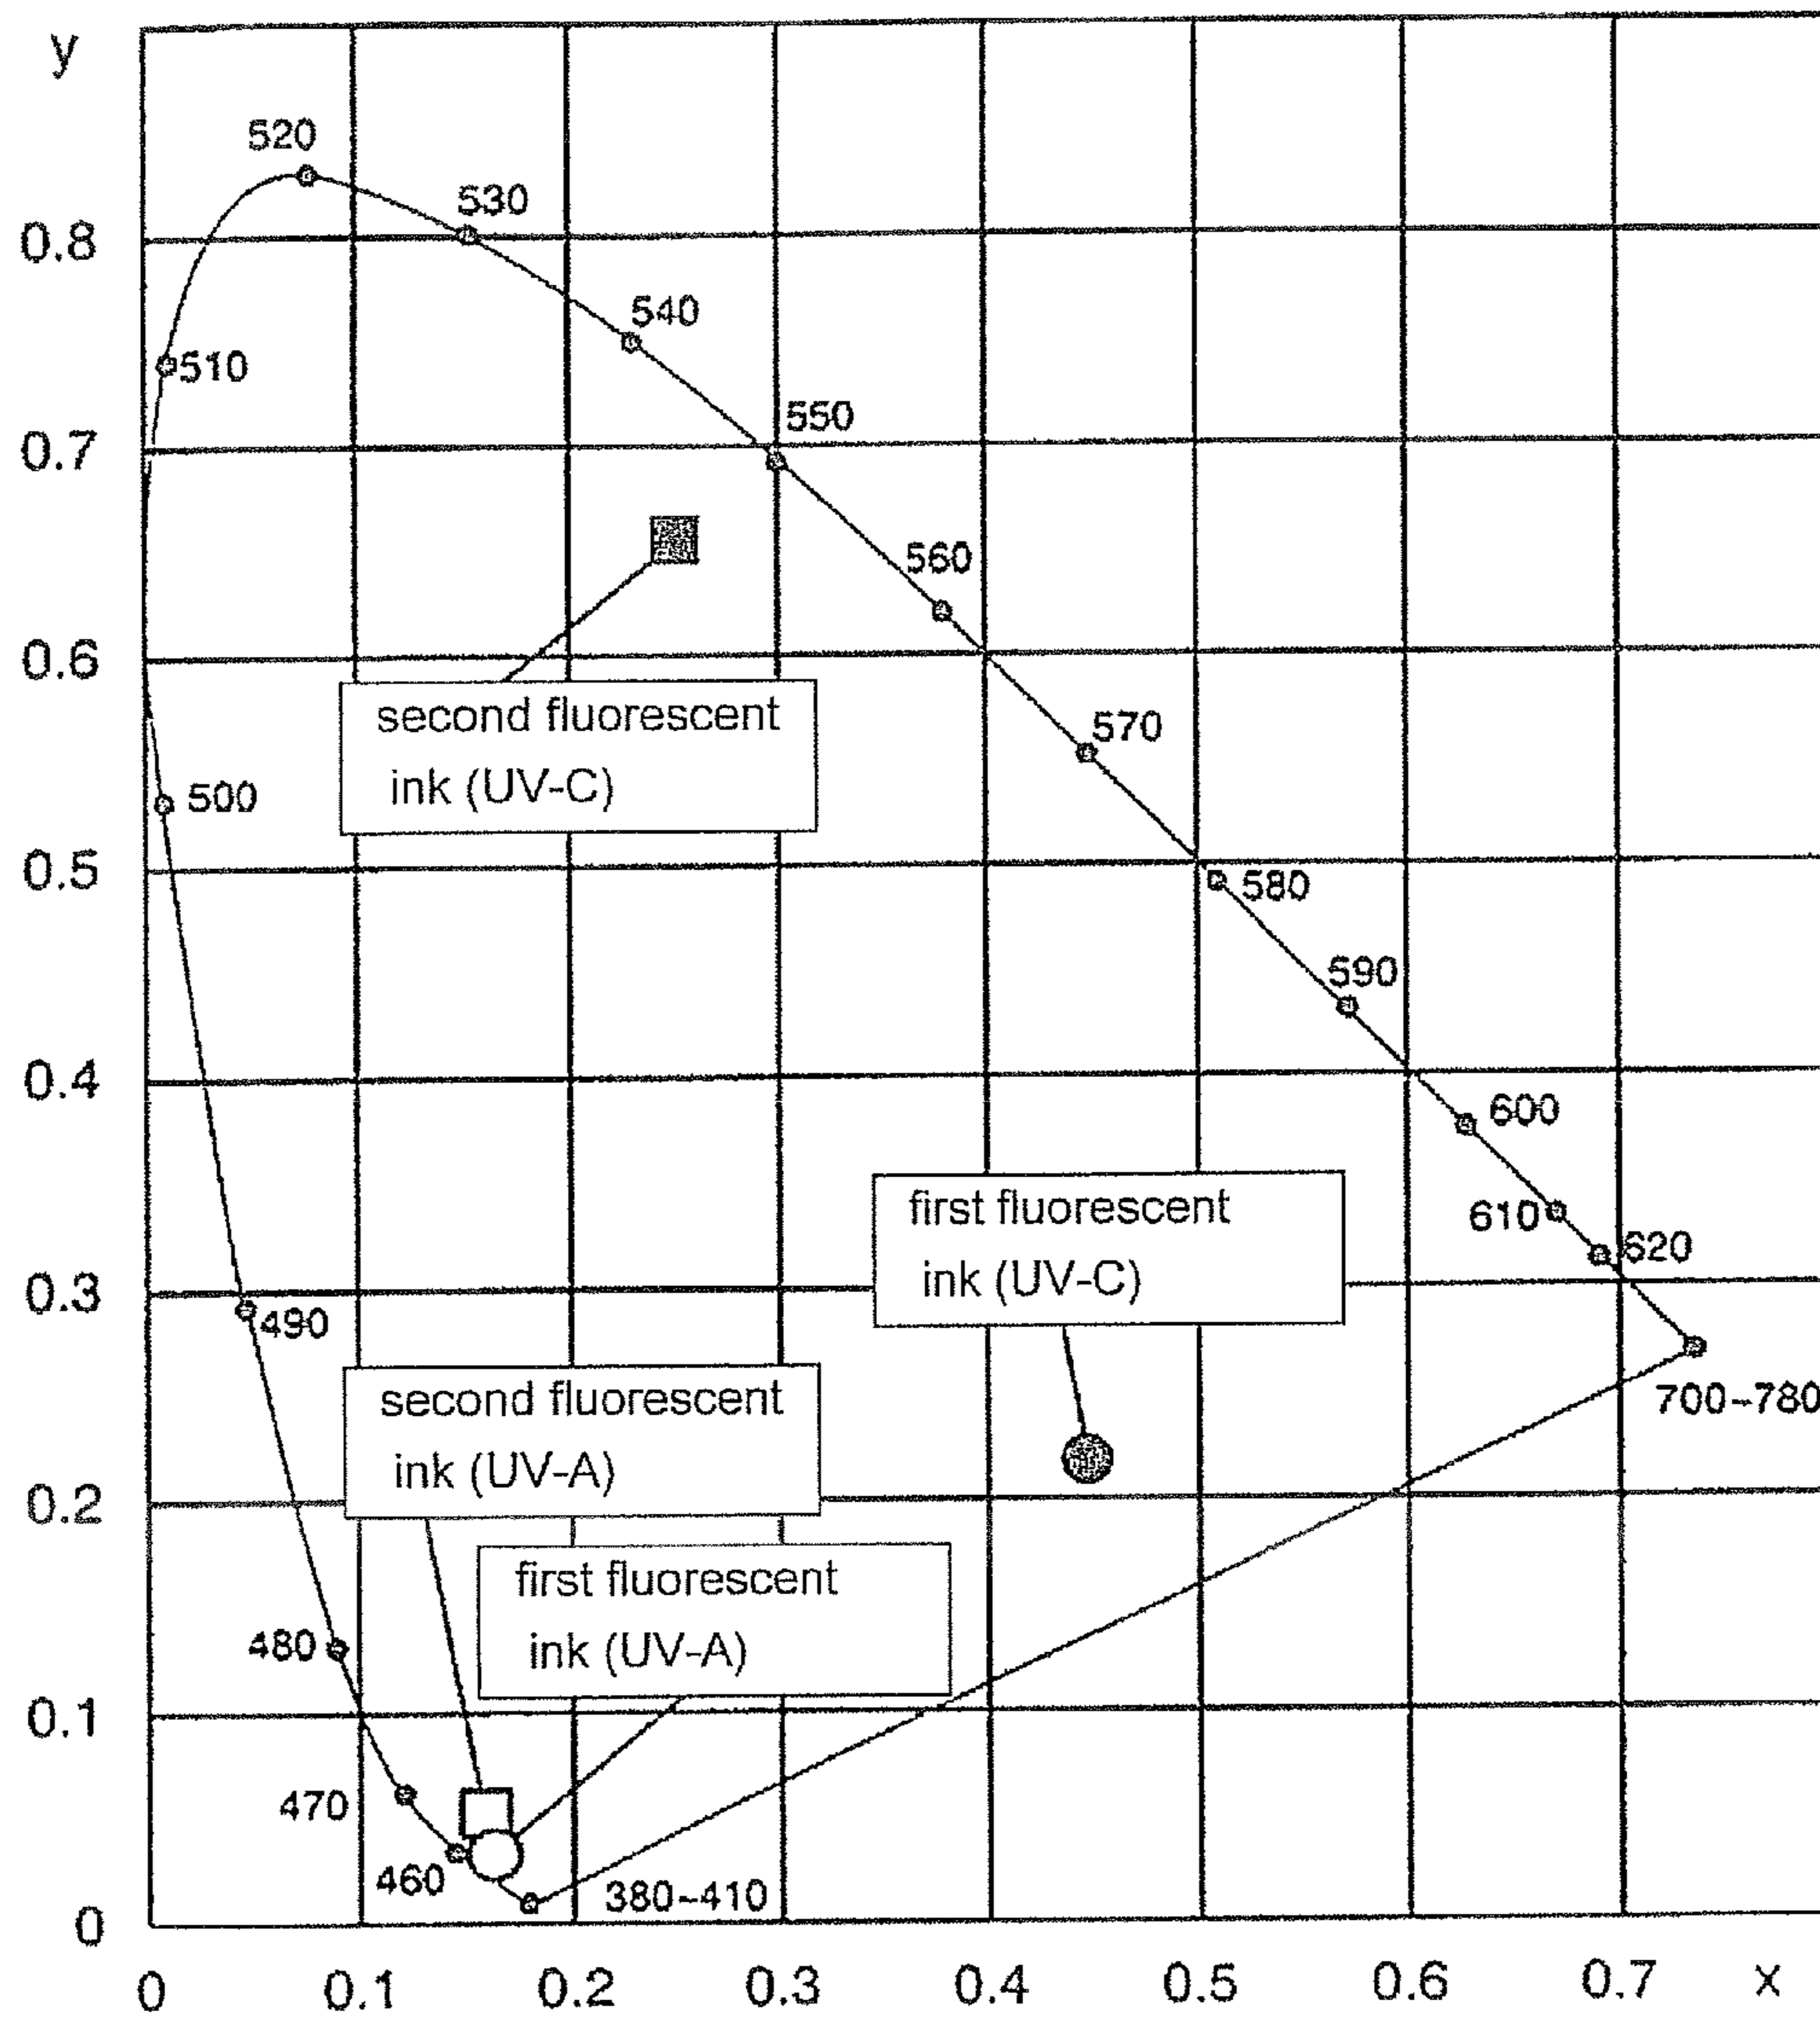 y
520
530
0.8
540
510
550
0.7
560
0.6
second fluorescent
ink (UV-C)
570
500
0.5
580
590
0.4
600
first fluorescent
ink (UV-C)
610
620
0.3
490
second fluorescent
ink (UV-A)
700~780
0.2
first fluorescent
ink (UV-A)
480
0.1
470
460
380~410
0
0 0.1 0.2 0.3 0.4 0.5 0.6 0.7 x